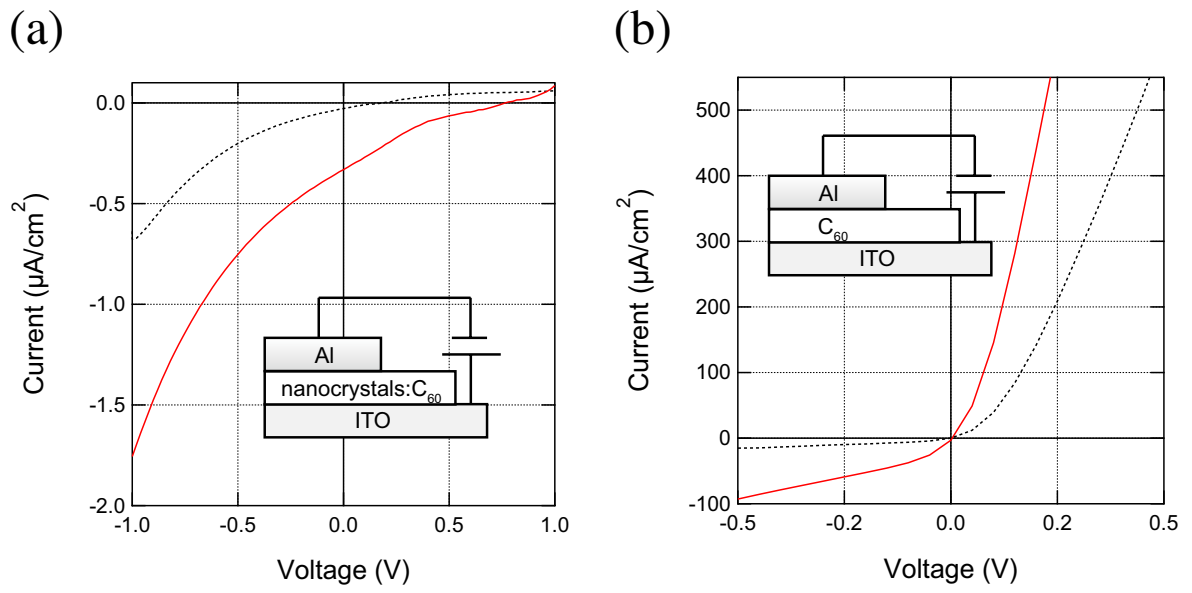 (a)
0.0
-0.5
-1.0
-1.5
-2.0
Current (µA/cm²)
-1.0 -0.5 0.0 0.5 1.0
Voltage (V)
Al
nanocrystals:C₆₀
ITO
(b)
500
400
300
200
100
0
-100
Current (µA/cm²)
-0.5 -0.2 0.0 0.2 0.5
Voltage (V)
Al
C₆₀
ITO